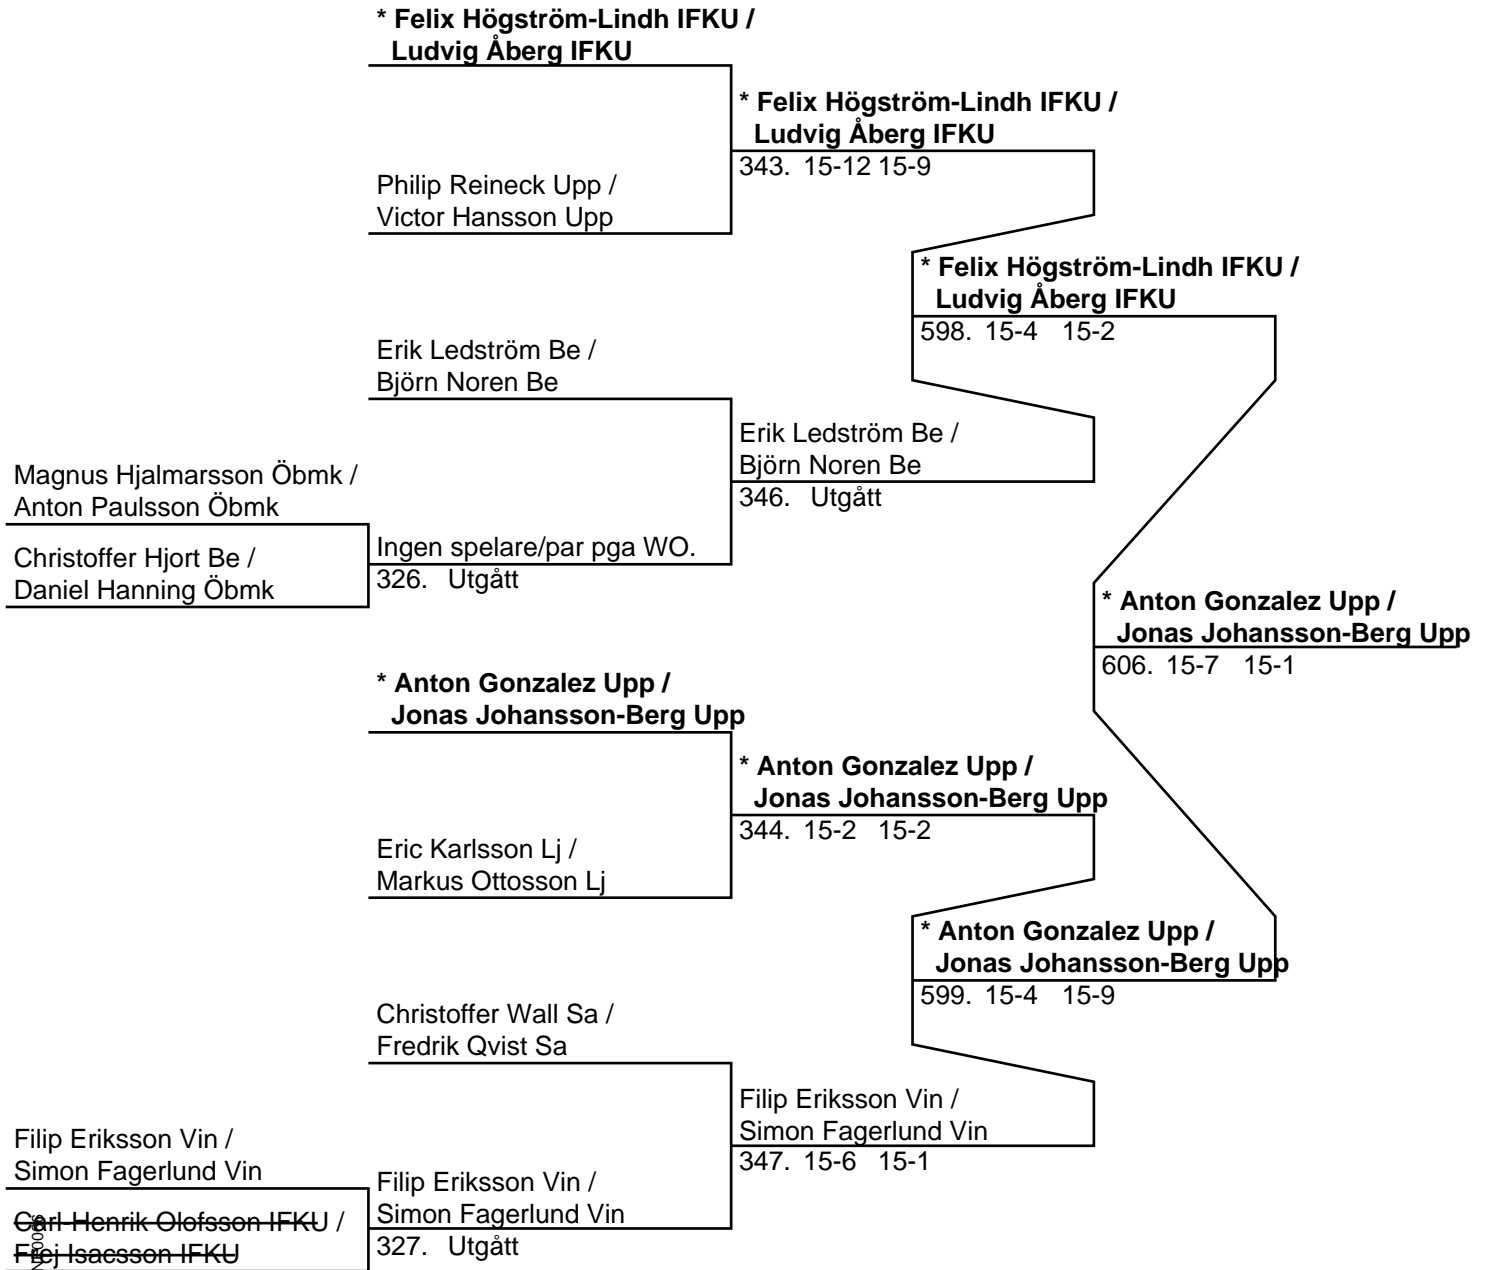 * Felix Högström-Lindh IFKU /
Ludvig Åberg IFKU
* Felix Högström-Lindh IFKU /
Ludvig Åberg IFKU
343. 15-12 15-9
Philip Reineck Upp /
Victor Hansson Upp
* Felix Högström-Lindh IFKU /
Ludvig Åberg IFKU
598. 15-4 15-2
Erik Ledström Be /
Björn Noren Be
Erik Ledström Be /
Björn Noren Be
346. Utgått
Magnus Hjalmarsson Öbmk /
Anton Paulsson Öbmk
Christoffer Hjort Be /
Daniel Hanning Öbmk
Ingen spelare/par pga WO.
326. Utgått
* Anton Gonzalez Upp /
Jonas Johansson-Berg Upp
606. 15-7 15-1
* Anton Gonzalez Upp /
Jonas Johansson-Berg Upp
* Anton Gonzalez Upp /
Jonas Johansson-Berg Upp
344. 15-2 15-2
Eric Karlsson Lj /
Markus Ottosson Lj
* Anton Gonzalez Upp /
Jonas Johansson-Berg Upp
599. 15-4 15-9
Christoffer Wall Sa /
Fredrik Qvist Sa
Filip Eriksson Vin /
Simon Fagerlund Vin
347. 15-6 15-1
Filip Eriksson Vin /
Simon Fagerlund Vin
Filip Eriksson Vin /
Simon Fagerlund Vin
327. Utgått
Carl-Henrik Olofsson IFKU /
Frej Isacsson IFKU